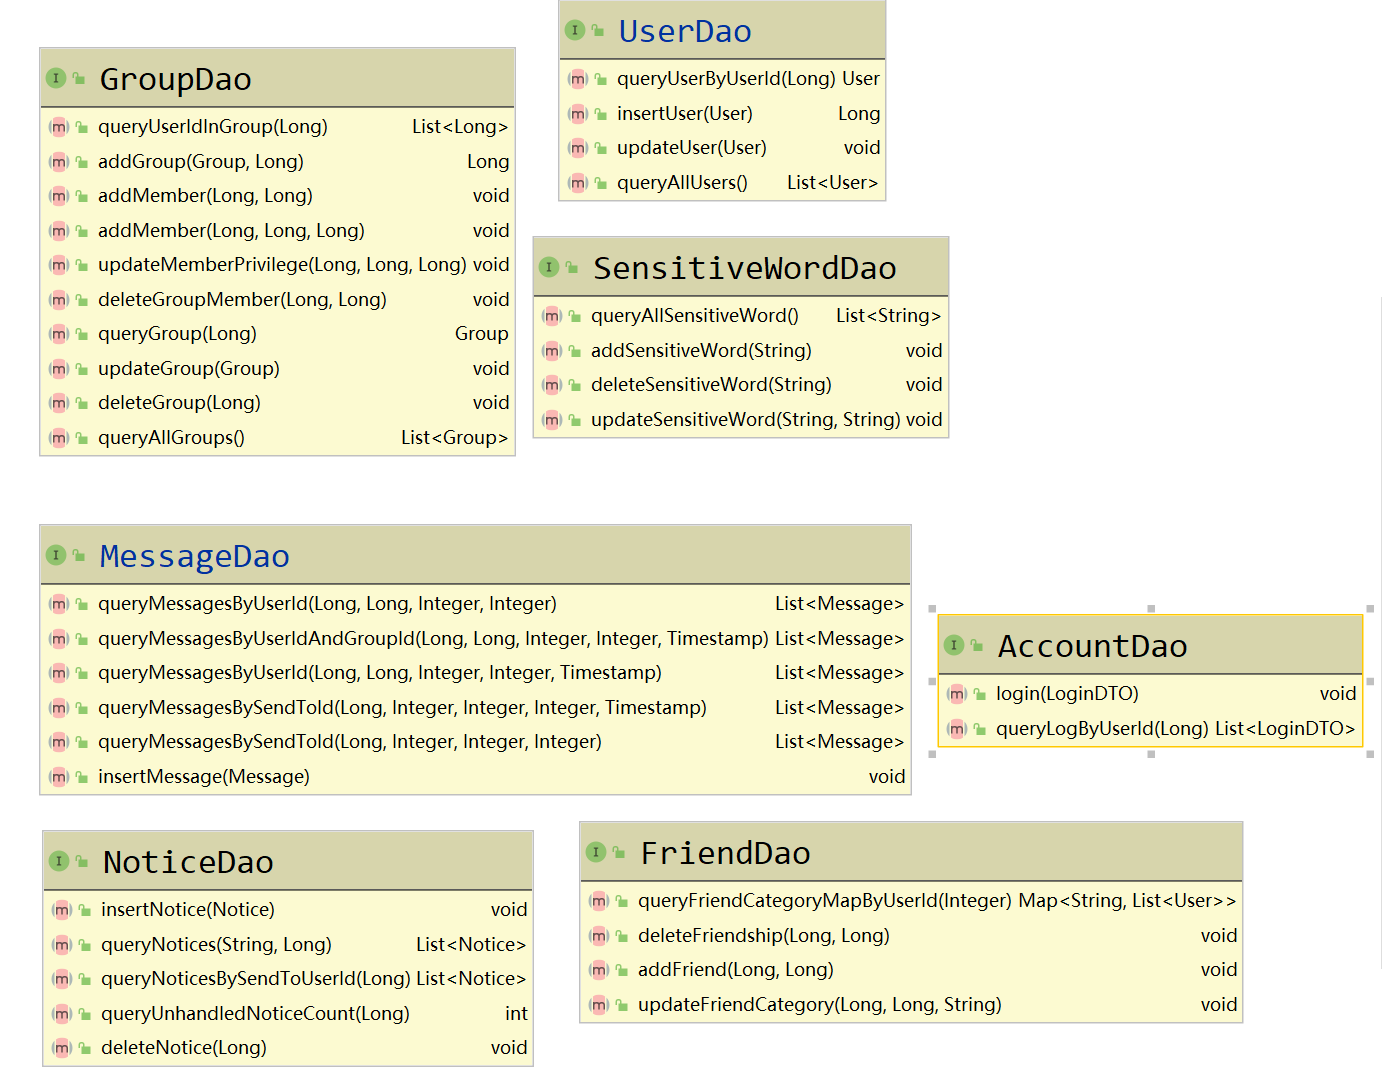 UserDao
queryUserByUserId(Long) User
insertUser(User) Long
updateUser(User) void
queryAllUsers() List<User>
GroupDao
queryUserIdInGroup(Long) List<Long>
addGroup(Group, Long) Long
addMember(Long, Long) void
addMember(Long, Long, Long) void
updateMemberPrivilege(Long, Long, Long) void
deleteGroupMember(Long, Long) void
queryGroup(Long) Group
updateGroup(Group) void
deleteGroup(Long) void
queryAllGroups() List<Group>
SensitiveWordDao
queryAllSensitiveWord() List<String>
addSensitiveWord(String) void
deleteSensitiveWord(String) void
updateSensitiveWord(String, String) void
MessageDao
queryMessagesByUserId(Long, Long, Integer, Integer) List<Message>
queryMessagesByUserIdAndGroupId(Long, Long, Integer, Integer, Timestamp) List<Message>
queryMessagesByUserId(Long, Long, Integer, Integer, Timestamp) List<Message>
queryMessagesBySendToId(Long, Integer, Integer, Integer, Timestamp) List<Message>
queryMessagesBySendToId(Long, Integer, Integer, Integer) List<Message>
insertMessage(Message) void
AccountDao
login(LoginDTO) void
queryLogByUserId(Long) List<LoginDTO>
NoticeDao
insertNotice(Notice) void
queryNotices(String, Long) List<Notice>
queryNoticesBySendToUserId(Long) List<Notice>
queryUnhandledNoticeCount(Long) int
deleteNotice(Long) void
FriendDao
queryFriendCategoryMapByUserId(Integer) Map<String, List<User>>
deleteFriendship(Long, Long) void
addFriend(Long, Long) void
updateFriendCategory(Long, Long, String) void